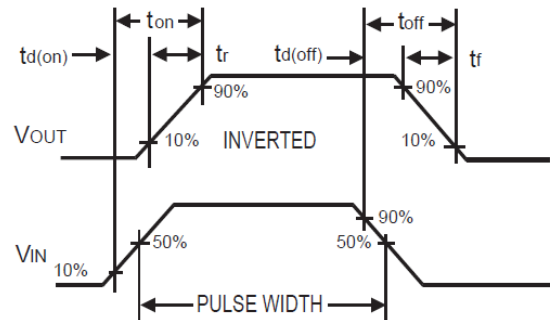 ton
toff
td(on)
tr
td(off)
tf
90%
90%
VOUT
10%
INVERTED
10%
90%
VIN
50%
50%
10%
PULSE WIDTH